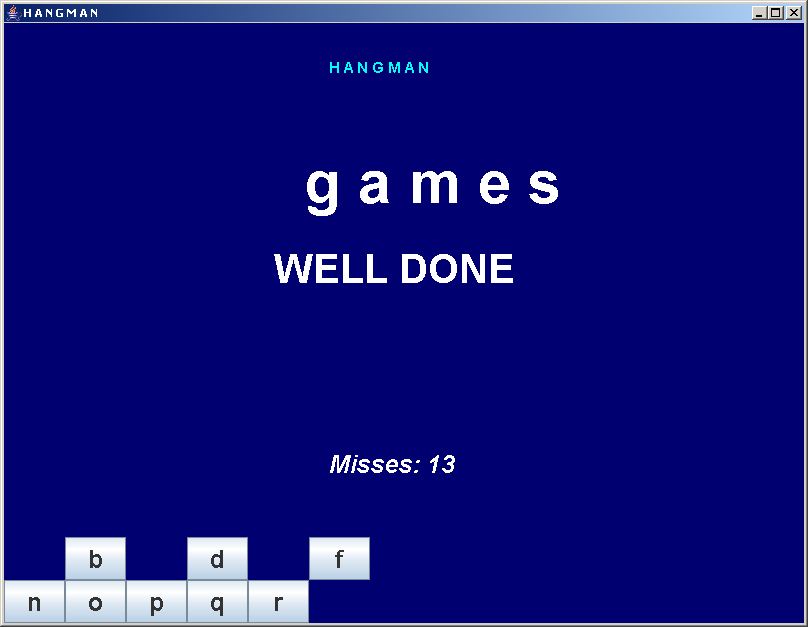 HANGMAN
HANGMAN
g a m e s
WELL DONE
Misses: 13
b d f
n o p q r